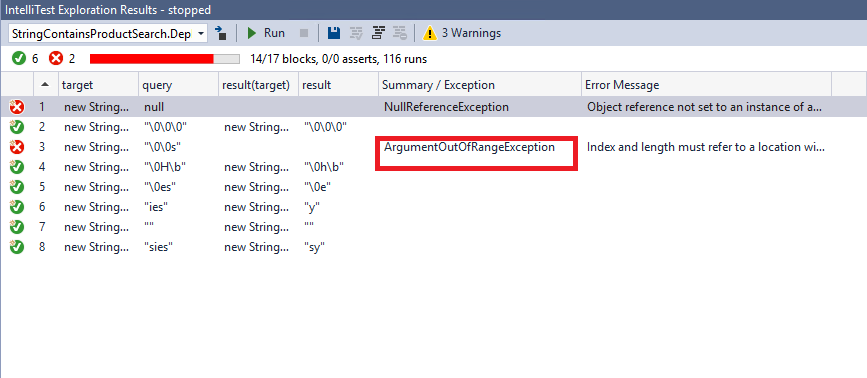 IntelliTest Exploration Results - stopped
StringContainsProductSearch.Dep Run 3 Warnings
6 2 14/17 blocks, 0/0 asserts, 116 runs
target query result(target) result Summary / Exception Error Message
1 new String... null NullReferenceException Object reference not set to an instance of a...
2 new String... "\0\0\0" new String... "\0\0\0"
3 new String... "\0\0s" ArgumentOutOfRangeException Index and length must refer to a location wi...
4 new String... "\0H\b" new String... "\0h\b"
5 new String... "\0es" new String... "\0e"
6 new String... "ies" new String... "y"
7 new String... "" new String... ""
8 new String... "sies" new String... "sy"